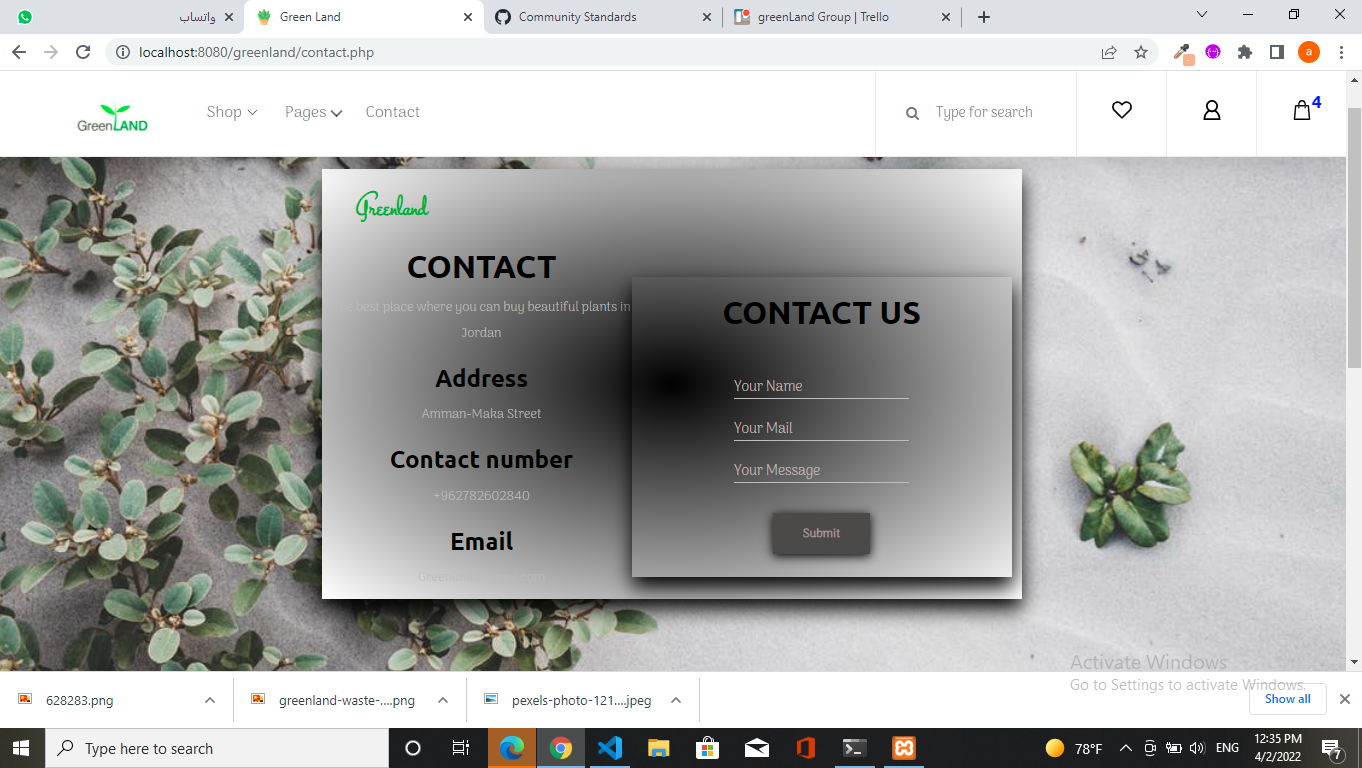 واتساب
Green Land
Community Standards
greenLand Group | Trello
localhost:8080/greenland/contact.php
a
GreenLAND
Shop
Pages
Contact
Type for search
4
Greenland
CONTACT
best place where you can buy beautiful plants in
Jordan
Address
Amman-Maka Street
Contact number
+962782602840
Email
CONTACT US
Your Name
Your Mail
Your Message
Submit
Activate Windows
Go to Settings to activate Windows.
628283.png
greenland-waste-....png
pexels-photo-121....jpeg
Show all
Type here to search
78°F
ENG
12:35 PM
4/2/2022
7